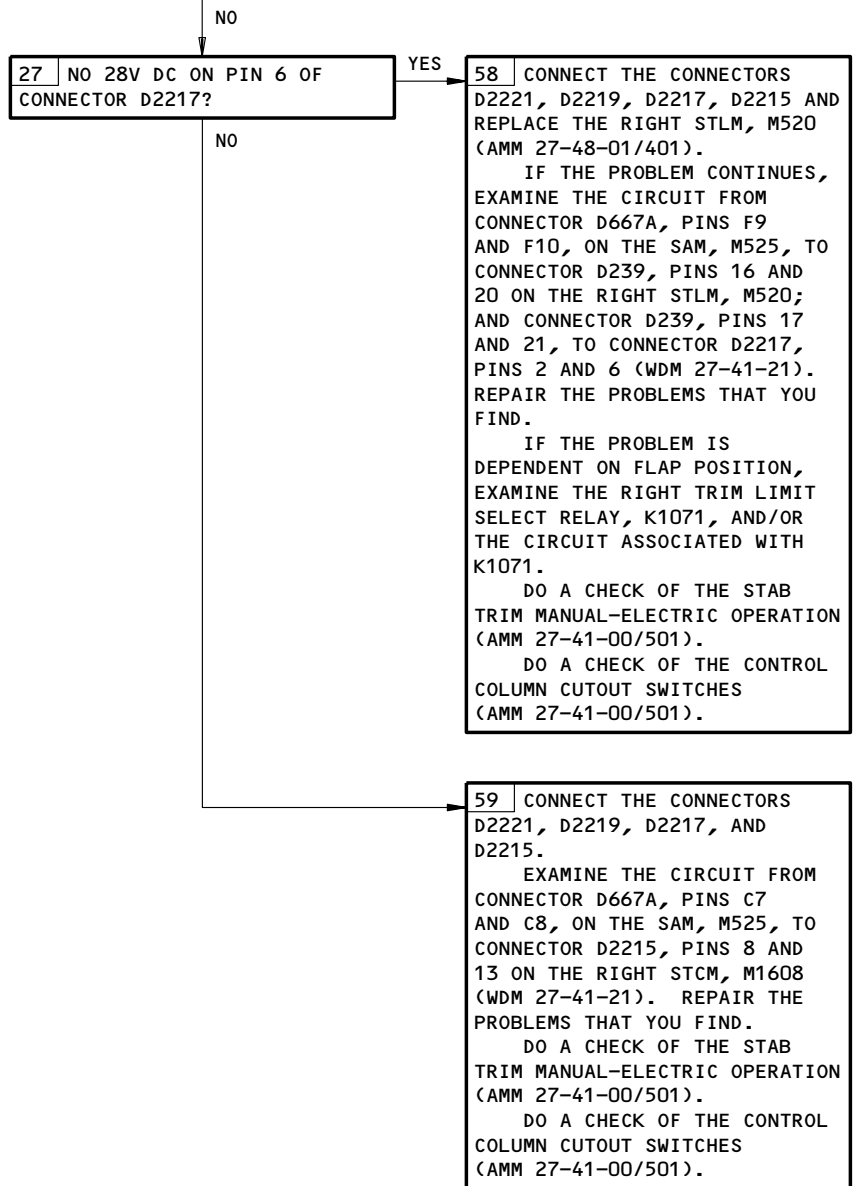 NO
27 NO 28V DC ON PIN 6 OF
CONNECTOR D2217?
YES
NO
58 CONNECT THE CONNECTORS
D2221, D2219, D2217, D2215 AND
REPLACE THE RIGHT STLM, M520
(AMM 27-48-01/401).
IF THE PROBLEM CONTINUES,
EXAMINE THE CIRCUIT FROM
CONNECTOR D667A, PINS F9
AND F10, ON THE SAM, M525, TO
CONNECTOR D239, PINS 16 AND
20 ON THE RIGHT STLM, M520;
AND CONNECTOR D239, PINS 17
AND 21, TO CONNECTOR D2217,
PINS 2 AND 6 (WDM 27-41-21).
REPAIR THE PROBLEMS THAT YOU
FIND.
IF THE PROBLEM IS
DEPENDENT ON FLAP POSITION,
EXAMINE THE RIGHT TRIM LIMIT
SELECT RELAY, K1071, AND/OR
THE CIRCUIT ASSOCIATED WITH
K1071.
DO A CHECK OF THE STAB
TRIM MANUAL-ELECTRIC OPERATION
(AMM 27-41-00/501).
DO A CHECK OF THE CONTROL
COLUMN CUTOUT SWITCHES
(AMM 27-41-00/501).
59 CONNECT THE CONNECTORS
D2221, D2219, D2217, AND
D2215.
EXAMINE THE CIRCUIT FROM
CONNECTOR D667A, PINS C7
AND C8, ON THE SAM, M525, TO
CONNECTOR D2215, PINS 8 AND
13 ON THE RIGHT STCM, M1608
(WDM 27-41-21). REPAIR THE
PROBLEMS THAT YOU FIND.
DO A CHECK OF THE STAB
TRIM MANUAL-ELECTRIC OPERATION
(AMM 27-41-00/501).
DO A CHECK OF THE CONTROL
COLUMN CUTOUT SWITCHES
(AMM 27-41-00/501).